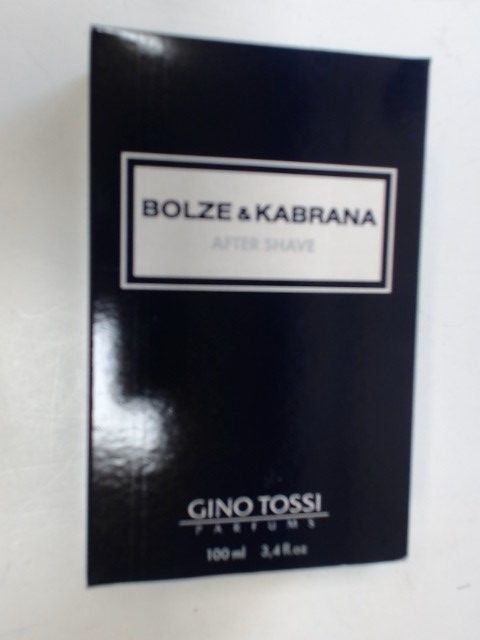 BOLZE & KABRANA
AFTER SHAVE
GINO TOSSI
PARFUMS
100 ml 3,4 fl.oz